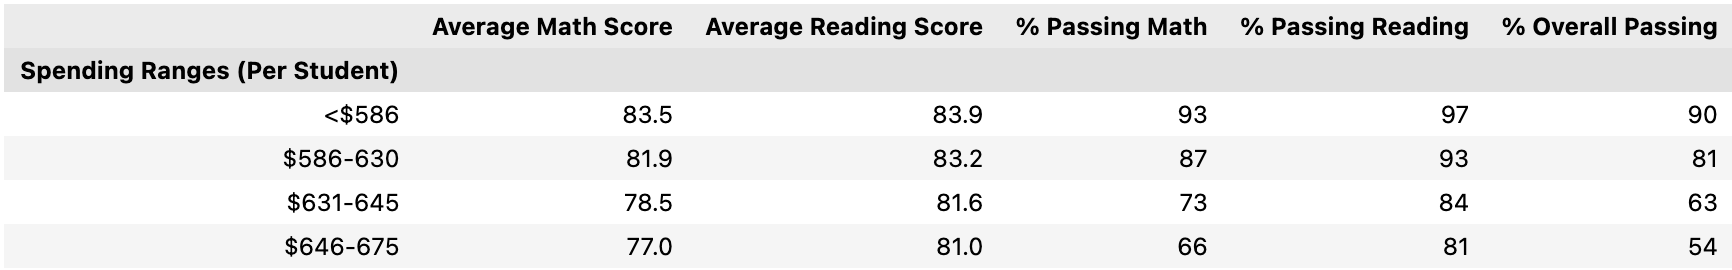 Average Math Score Average Reading Score % Passing Math % Passing Reading % Overall Passing
Spending Ranges (Per Student)
<$586 83.5 83.9 93 97 90
$586-630 81.9 83.2 87 93 81
$631-645 78.5 81.6 73 84 63
$646-675 77.0 81.0 66 81 54